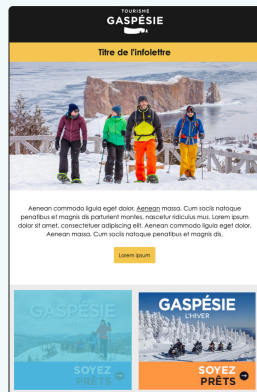 TOURISME
GASPÉSIE
Titre de l'infolettre
Aenean commodo ligula eget dolor. Aenean massa. Cum sociis natoque
penatibus et magnis dis parturient montes, nascetur ridiculus mus. Lorem ipsum
dolor sit amet, consectetuer adipiscing elit. Aenean commodo ligula eget dolor.
Aenean massa. Cum sociis natoque penatibus et magnis dis.
Lorem ipsum
GASPÉSIE
SOYEZ
PRÊTS
GASPÉSIE
L'HIVER
SOYEZ
PRÊTS